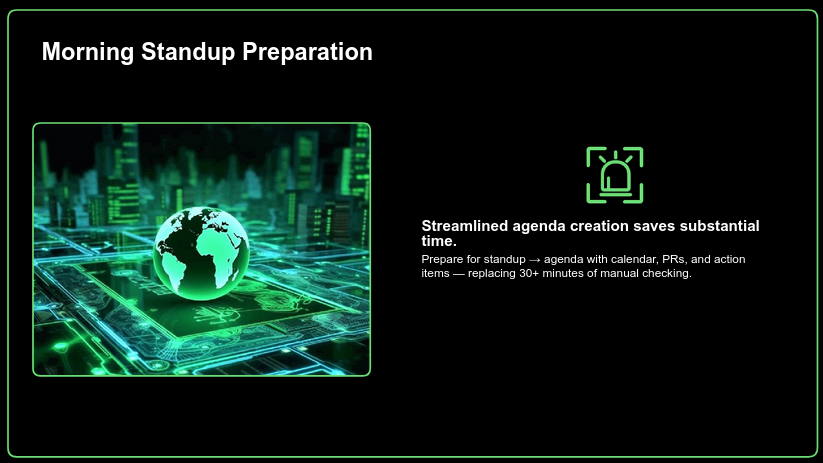 Morning Standup Preparation
Streamlined agenda creation saves substantial
time.
Prepare for standup → agenda with calendar, PRs, and action
items — replacing 30+ minutes of manual checking.